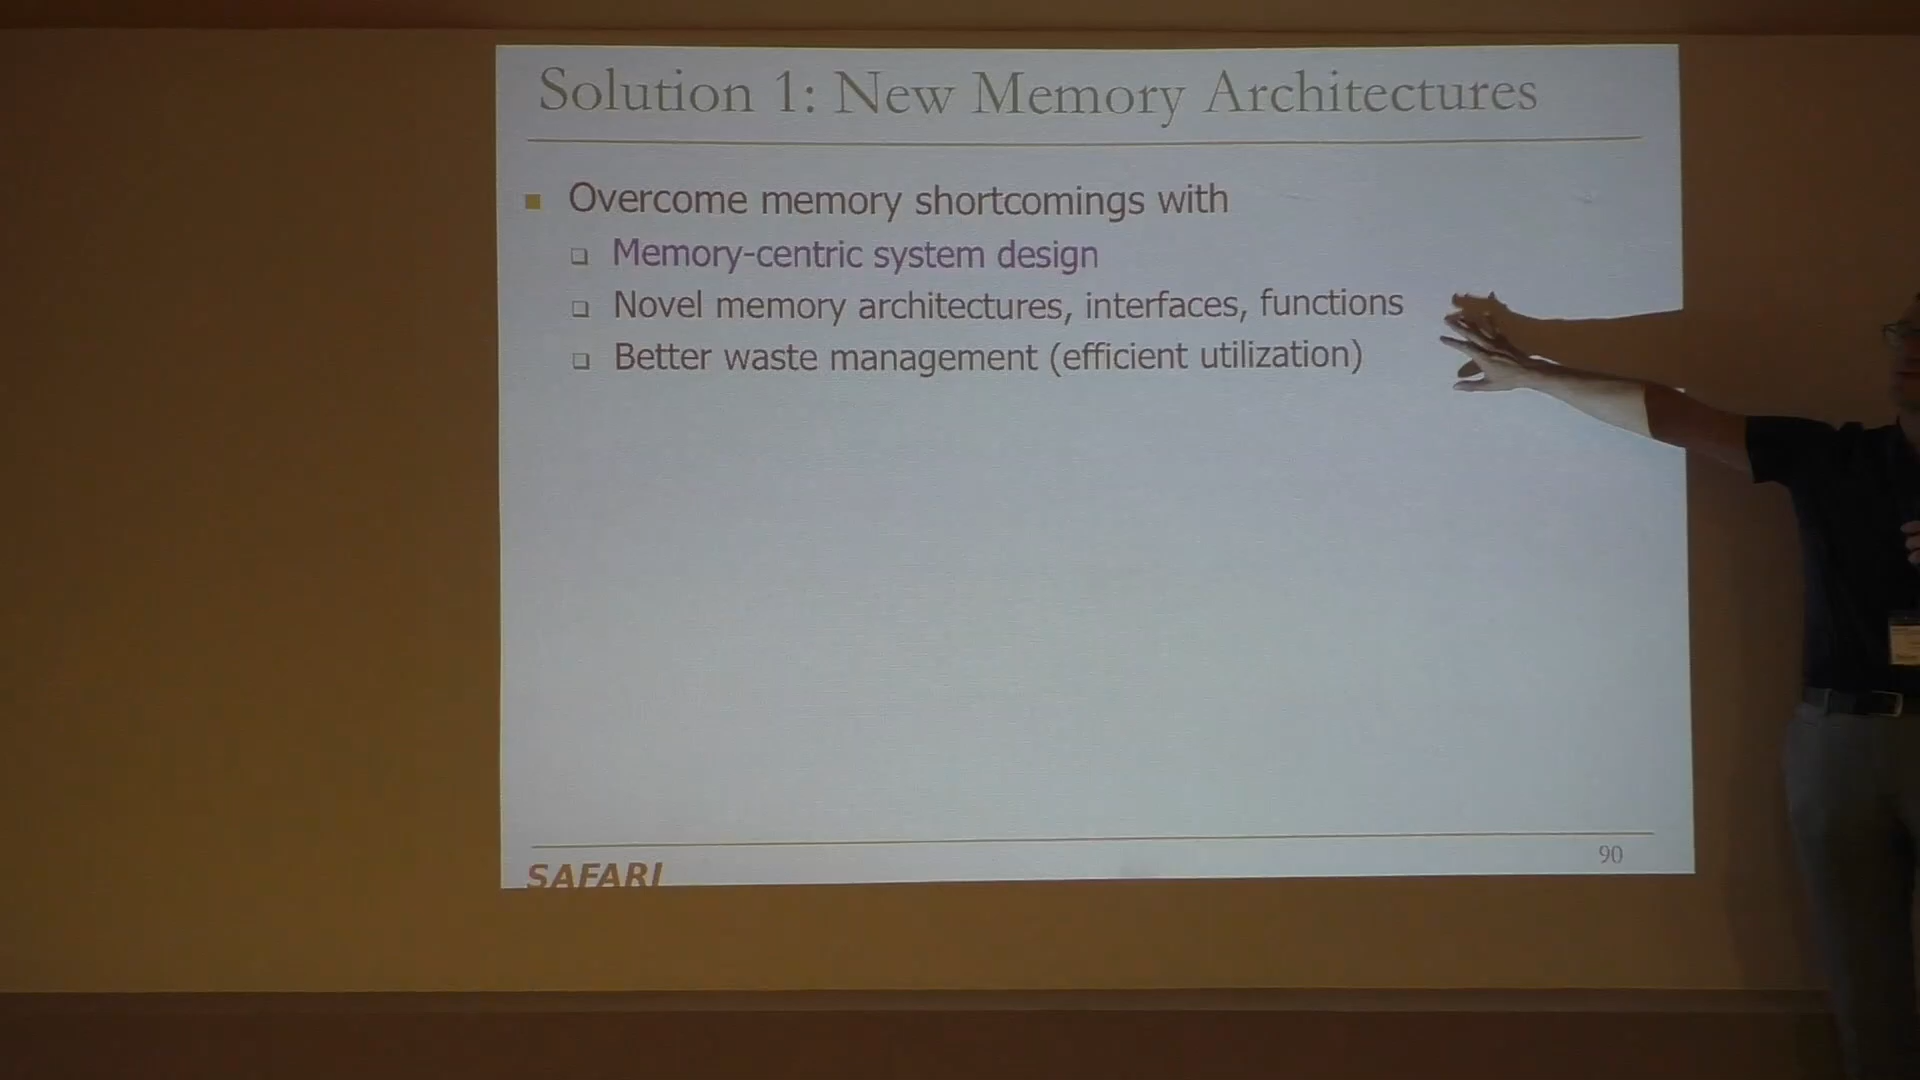 Solution 1: New Memory Architectures
Overcome memory shortcomings with
Memory-centric system design
Novel memory architectures, interfaces, functions
Better waste management (efficient utilization)
SAFARI
90